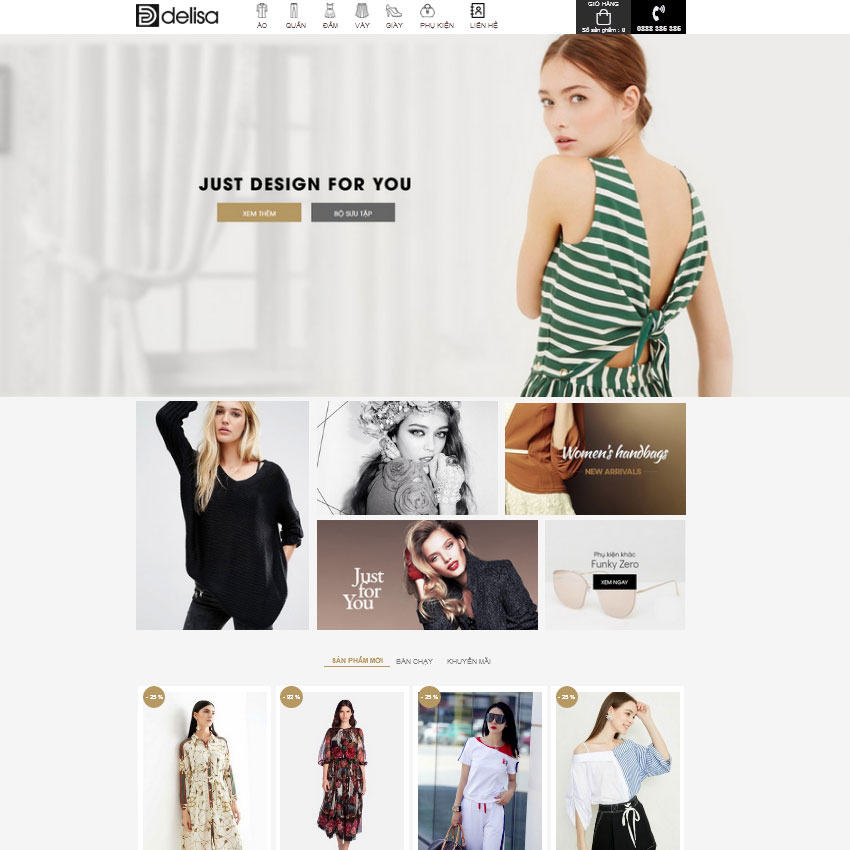 delisa
ÁO QUẦN ĐẦM VÁY GIÀY PHỤ KIỆN LIÊN HỆ
GIỎ HÀNG
Số sản phẩm : 0
0888 386 386
JUST DESIGN FOR YOU
XEM THÊM BỘ SƯU TẬP
Women's handbags
NEW ARRIVALS
Just
for
You
Phụ kiện khác
Funky Zero
XEM NGAY
SẢN PHẨM MỚI BÁN CHẠY KHUYẾN MÃI
- 25 % - 93 % - 25 % - 25 %